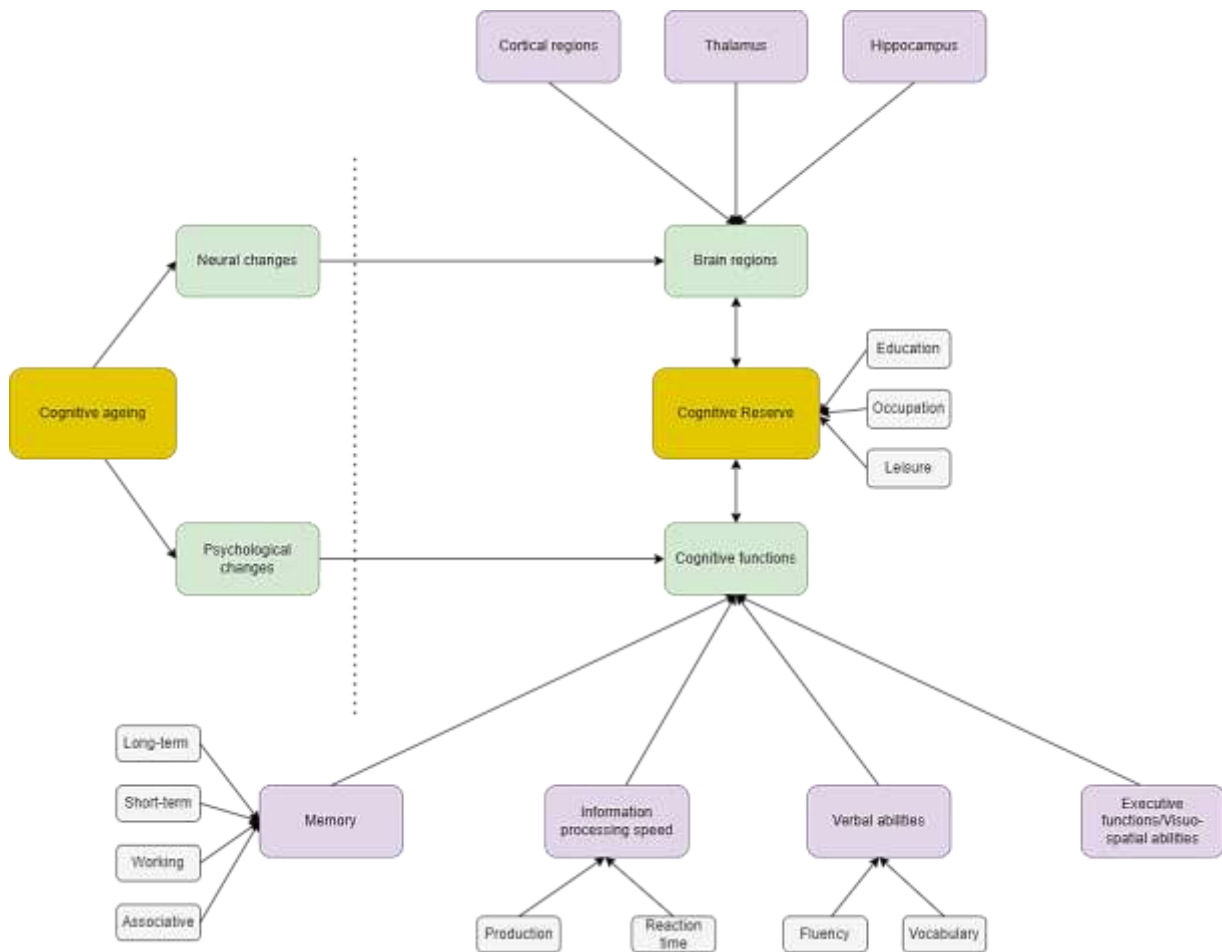 Cortical regions
Thalamus
Hippocampus
Neural changes
Brain regions
Education
Cognitive ageing
Cognitive Reserve
Occupation
Leisure
Psychological
changes
Cognitive functions
Long-term
Short-term
Memory
Working
Associative
Information
processing speed
Verbal abilities
Executive
functions/Visuo-
spatial abilities
Production
Reaction
time
Fluency
Vocabulary